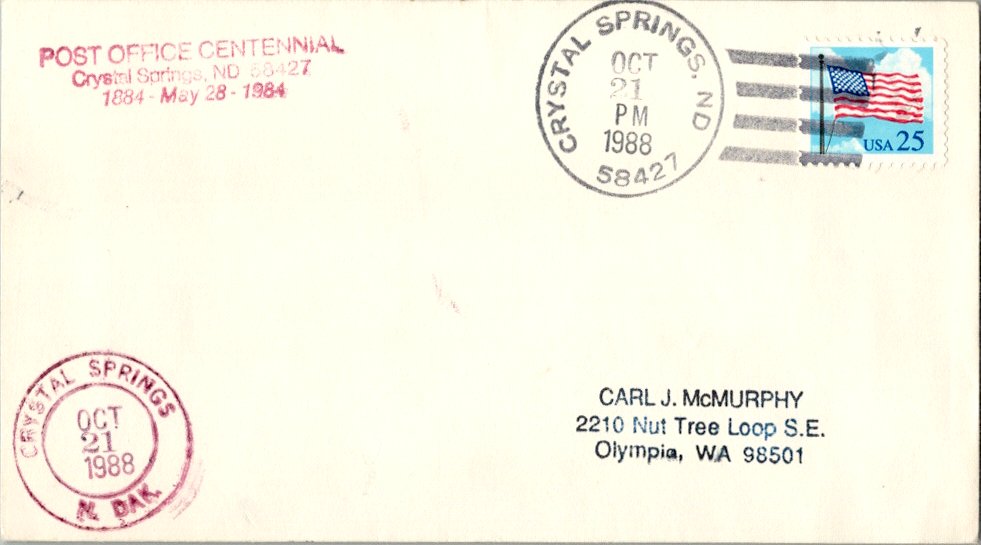 POST OFFICE CENTENNIAL
Crystal Springs, ND 58427
1884 - May 28 - 1984
CRYSTAL SPRINGS, ND
OCT
21
PM
1988
58427
USA 25
CRYSTAL SPRINGS
OCT
21
1988
N. DAK.
CARL J. McMURPHY
2210 Nut Tree Loop S.E.
Olympia, WA 98501